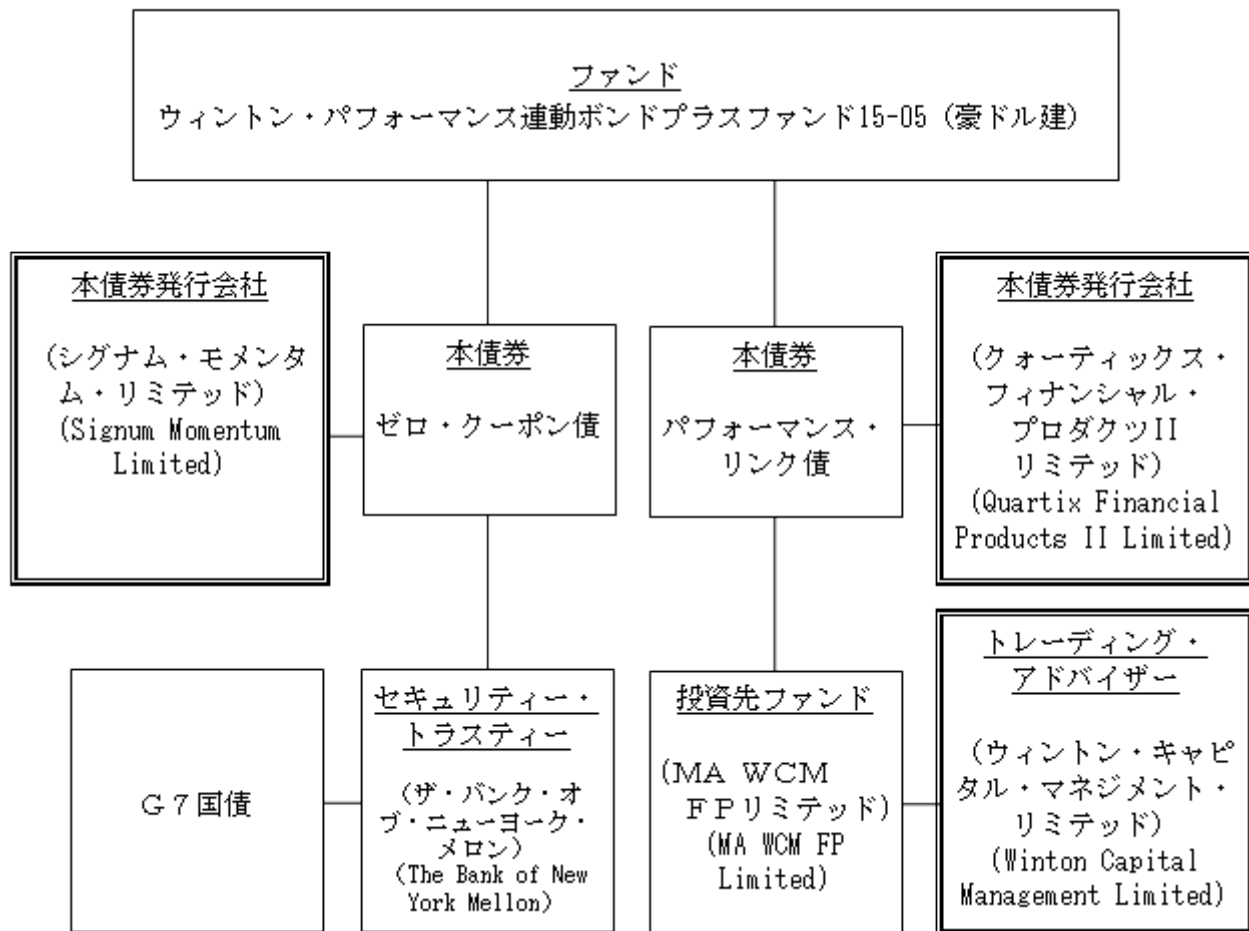 ファンド
ウィントン・パフォーマンス連動ボンドプラスファンド15-05 (豪ドル建)
本債券発行会社
(シグナム・モメンタ
ム・リミテッド)
(Signum Momentum
Limited)
本債券
ゼロ・クーポン債
本債券
パフォーマンス・
リンク債
本債券発行会社
(クォーティックス・
フィナンシャル・
プロダクツII
リミテッド)
(Quartix Financial
Products II Limited)
G7国債
セキュリティー・
トラスティー
(ザ・バンク・オ
ブ・ニューヨーク・
メロン)
(The Bank of New
York Mellon)
投資先ファンド
(MA WCM
FPリミテッド)
(MA WCM FP
Limited)
トレーディング・
アドバイザー
(ウィントン・キャピ
タル・マネジメント・
リミテッド)
(Winton Capital
Management Limited)